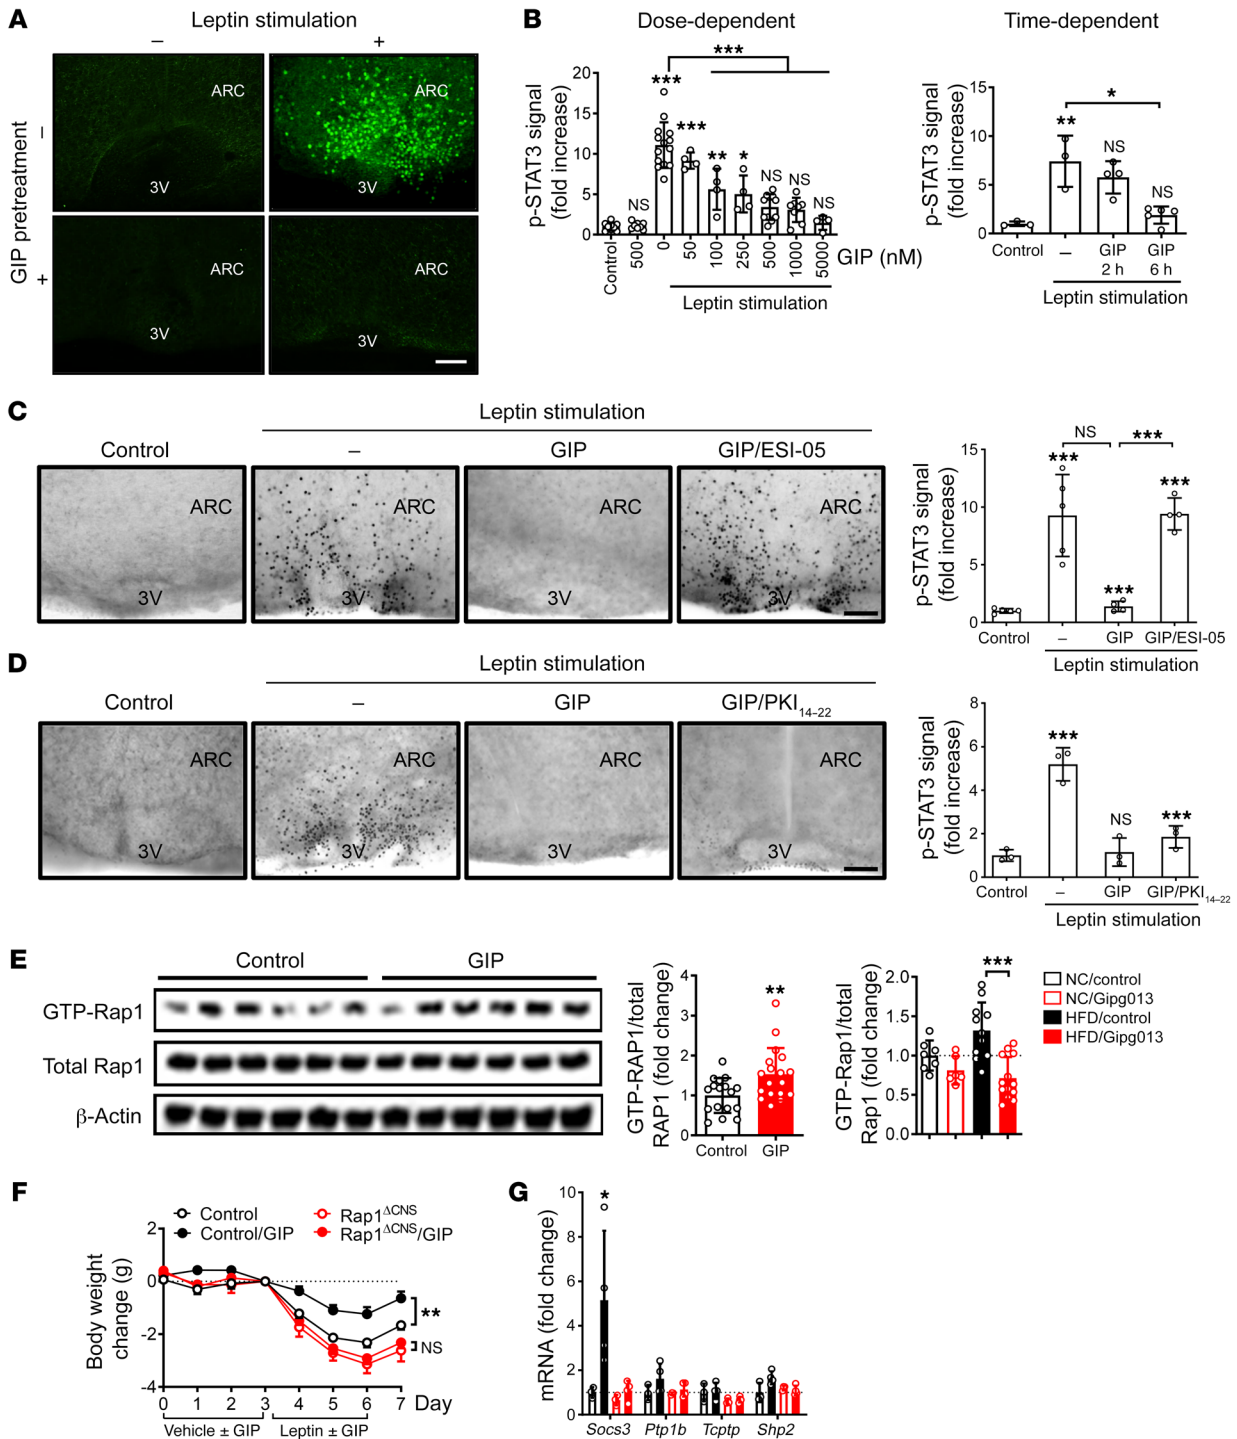 A
Leptin stimulation
–
+
GIP pretreatment
–
+
ARC
3V
ARC
3V
ARC
3V
ARC
3V
B
Dose-dependent
p-STAT3 signal
(fold increase)
20
15
10
5
0
NS
***
***
***
**
*
NS
NS
NS
Control
500
0
50
100
250
500
1000
5000
GIP (nM)
Leptin stimulation
Time-dependent
p-STAT3 signal
(fold increase)
15
10
5
0
**
*
NS
NS
Control
–
GIP
2 h
GIP
6 h
Leptin stimulation
C
Leptin stimulation
Control
–
GIP
GIP/ESI-05
ARC
3V
ARC
3V
ARC
3V
ARC
3V
p-STAT3 signal
(fold increase)
15
10
5
0
NS
***
***
***
***
Control
–
GIP
GIP/ESI-05
Leptin stimulation
D
Leptin stimulation
Control
–
GIP
GIP/PKI14–22
ARC
3V
ARC
3V
ARC
3V
ARC
3V
p-STAT3 signal
(fold increase)
8
6
4
2
0
***
NS
***
Control
–
GIP
GIP/PKI14–22
Leptin stimulation
E
Control
GIP
GTP-Rap1
Total Rap1
β-Actin
GTP-RAP1/total
RAP1 (fold change)
4
3
2
1
0
**
Control
GIP
GTP-Rap1/total
Rap1 (fold change)
2.0
1.5
1.0
0.5
0.0
***
NC/control
NC/Gipg013
HFD/control
HFD/Gipg013
F
Control
Control/GIP
Rap1ΔCNS
Rap1ΔCNS/GIP
Body weight
change (g)
2
0
-2
-4
**
NS
0 1 2 3 4 5 6 7 Day
Vehicle ± GIP
Leptin ± GIP
G
mRNA (fold change)
10
8
6
4
2
0
*
Socs3
Ptp1b
Tcptp
Shp2